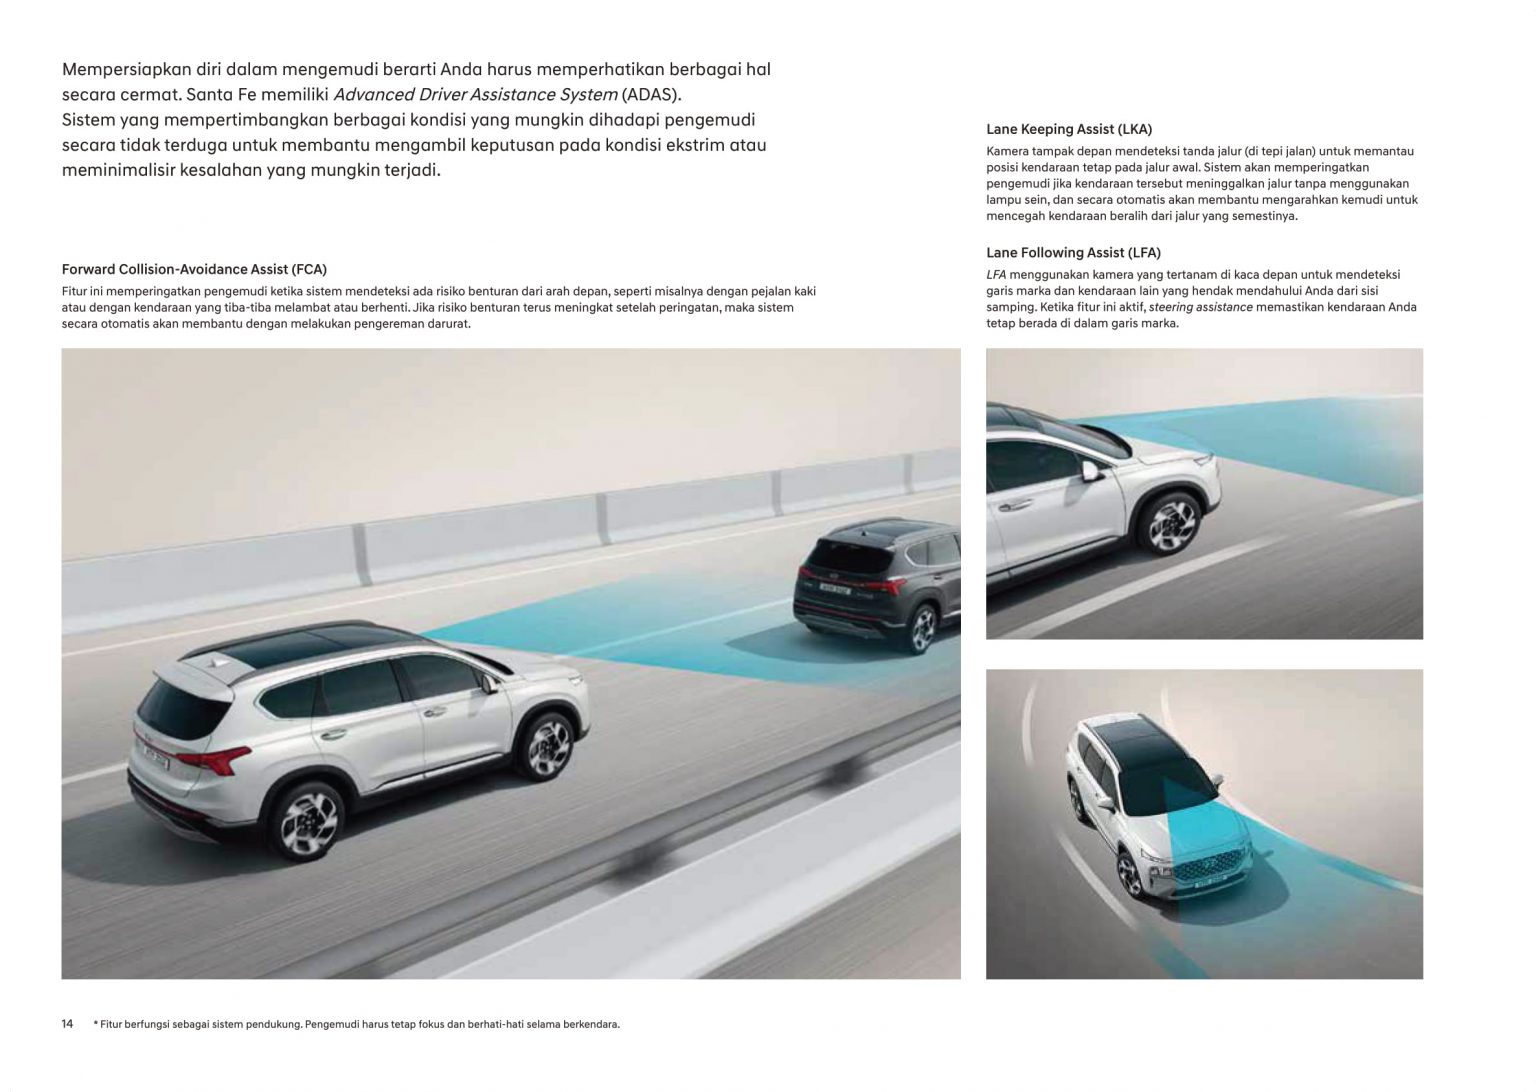 Mempersiapkan diri dalam mengemudi berarti Anda harus memperhatikan berbagai hal
secara cermat. Santa Fe memiliki Advanced Driver Assistance System (ADAS).
Sistem yang mempertimbangkan berbagai kondisi yang mungkin dihadapi pengemudi
secara tidak terduga untuk membantu mengambil keputusan pada kondisi ekstrim atau
meminimalisir kesalahan yang mungkin terjadi.
Forward Collision-Avoidance Assist (FCA)
Fitur ini memperingatkan pengemudi ketika sistem mendeteksi ada risiko benturan dari arah depan, seperti misalnya dengan pejalan kaki
atau dengan kendaraan yang tiba-tiba melambat atau berhenti. Jika risiko benturan terus meningkat setelah peringatan, maka sistem
secara otomatis akan membantu dengan melakukan pengereman darurat.
Lane Keeping Assist (LKA)
Kamera tampak depan mendeteksi tanda jalur (di tepi jalan) untuk memantau
posisi kendaraan tetap pada jalur awal. Sistem akan memperingatkan
pengemudi jika kendaraan tersebut meninggalkan jalur tanpa menggunakan
lampu sein, dan secara otomatis akan membantu mengarahkan kemudi untuk
mencegah kendaraan beralih dari jalur yang semestinya.
Lane Following Assist (LFA)
LFA menggunakan kamera yang tertanam di kaca depan untuk mendeteksi
garis marka dan kendaraan lain yang hendak mendahului Anda dari sisi
samping. Ketika fitur ini aktif, steering assistance memastikan kendaraan Anda
tetap berada di dalam garis marka.
14 * Fitur berfungsi sebagai sistem pendukung. Pengemudi harus tetap fokus dan berhati-hati selama berkendara.